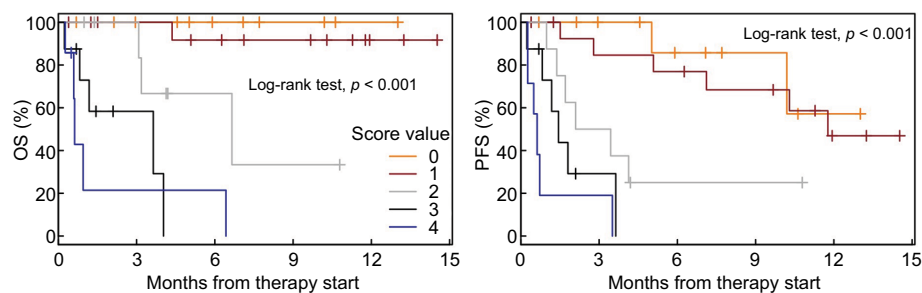 100
80
60
40
20
0
OS (%)
Log-rank test, p < 0.001
Score value
0
1
2
3
4
0 3 6 9 12 15
Months from therapy start
100
80
60
40
20
0
PFS (%)
Log-rank test, p < 0.001
0 3 6 9 12 15
Months from therapy start